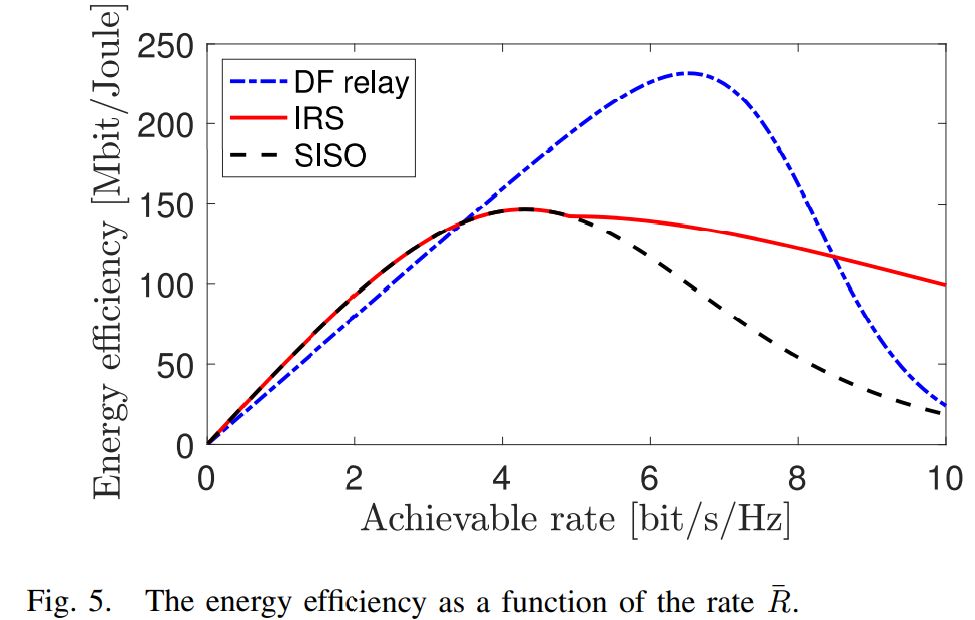 Energy efficiency [Mbit/Joule]
250
200
150
100
50
0
DF relay
IRS
SISO
0 2 4 6 8 10
Achievable rate [bit/s/Hz]
Fig. 5. The energy efficiency as a function of the rate R̄.